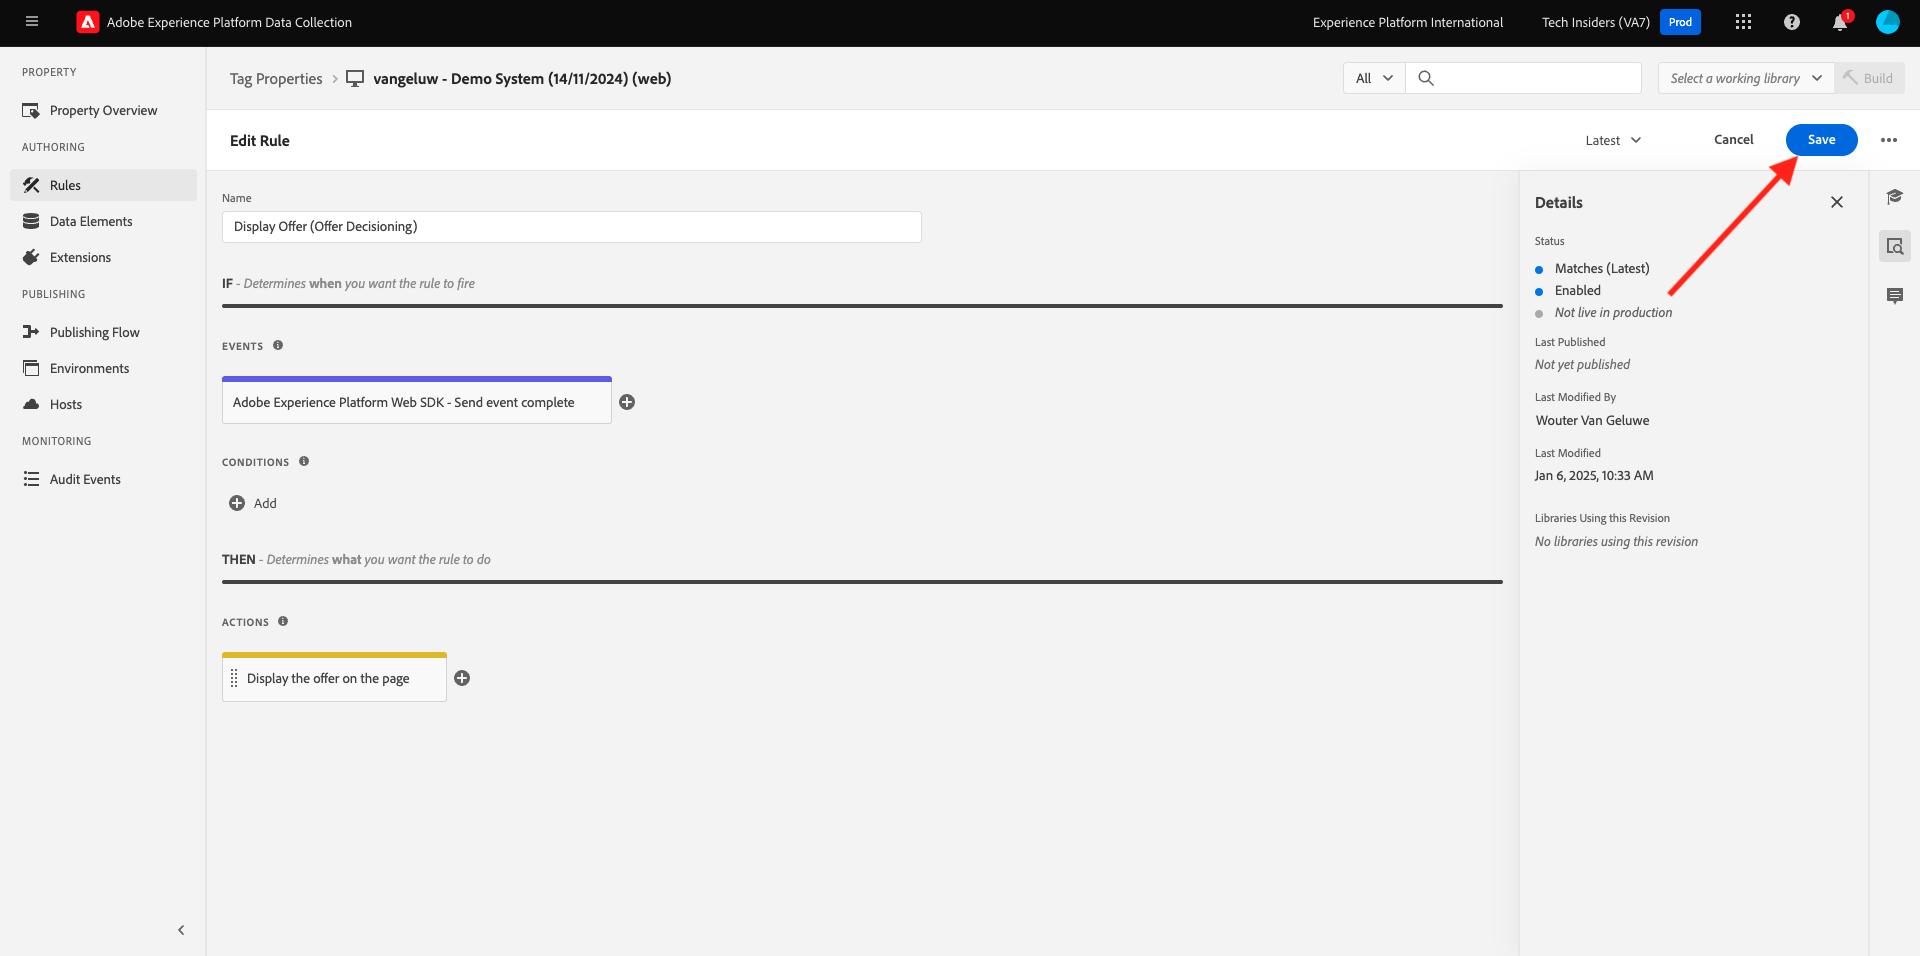 Adobe Experience Platform Data Collection
Experience Platform International
Tech Insiders (VA7)
Prod
1
PROPERTY
Property Overview
AUTHORING
Rules
Data Elements
Extensions
PUBLISHING
Publishing Flow
Environments
Hosts
MONITORING
Audit Events
Tag Properties
vangeluw - Demo System (14/11/2024) (web)
All
Select a working library
Build
Edit Rule
Latest
Cancel
Save
Name
Display Offer (Offer Decisioning)
IF - Determines when you want the rule to fire
EVENTS
Adobe Experience Platform Web SDK - Send event complete
CONDITIONS
Add
THEN - Determines what you want the rule to do
ACTIONS
Display the offer on the page
Details
Status
Matches (Latest)
Enabled
Not live in production
Last Published
Not yet published
Last Modified By
Wouter Van Geluwe
Last Modified
Jan 6, 2025, 10:33 AM
Libraries Using this Revision
No libraries using this revision